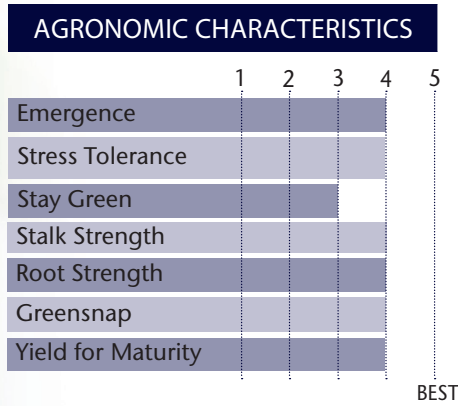 AGRONOMIC CHARACTERISTICS
1 2 3 4 5
Emergence
Stress Tolerance
Stay Green
Stalk Strength
Root Strength
Greensnap
Yield for Maturity
BEST